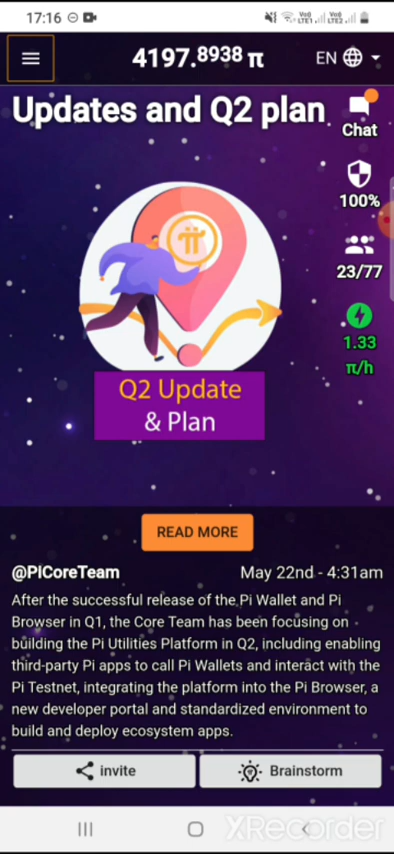 17:16
Vo)) LTE1 Vo)) LTE2
4197.8938 π
EN
Updates and Q2 plan
Chat
100%
23/77
1.33
π/h
Q2 Update
& Plan
READ MORE
@PiCoreTeam May 22nd - 4:31am
After the successful release of the Pi Wallet and Pi
Browser in Q1, the Core Team has been focusing on
building the Pi Utilities Platform in Q2, including enabling
third-party Pi apps to call Pi Wallets and interact with the
Pi Testnet, integrating the platform into the Pi Browser, a
new developer portal and standardized environment to
build and deploy ecosystem apps.
invite
Brainstorm
XRecorder